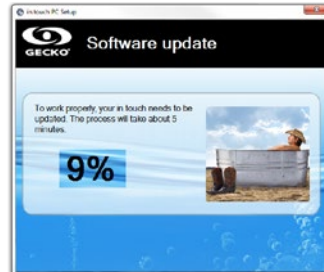 in.touch PC Setup
GECKO
Software update
To work properly, your in touch needs to be
updated. The process will take about 5
minutes.
9%